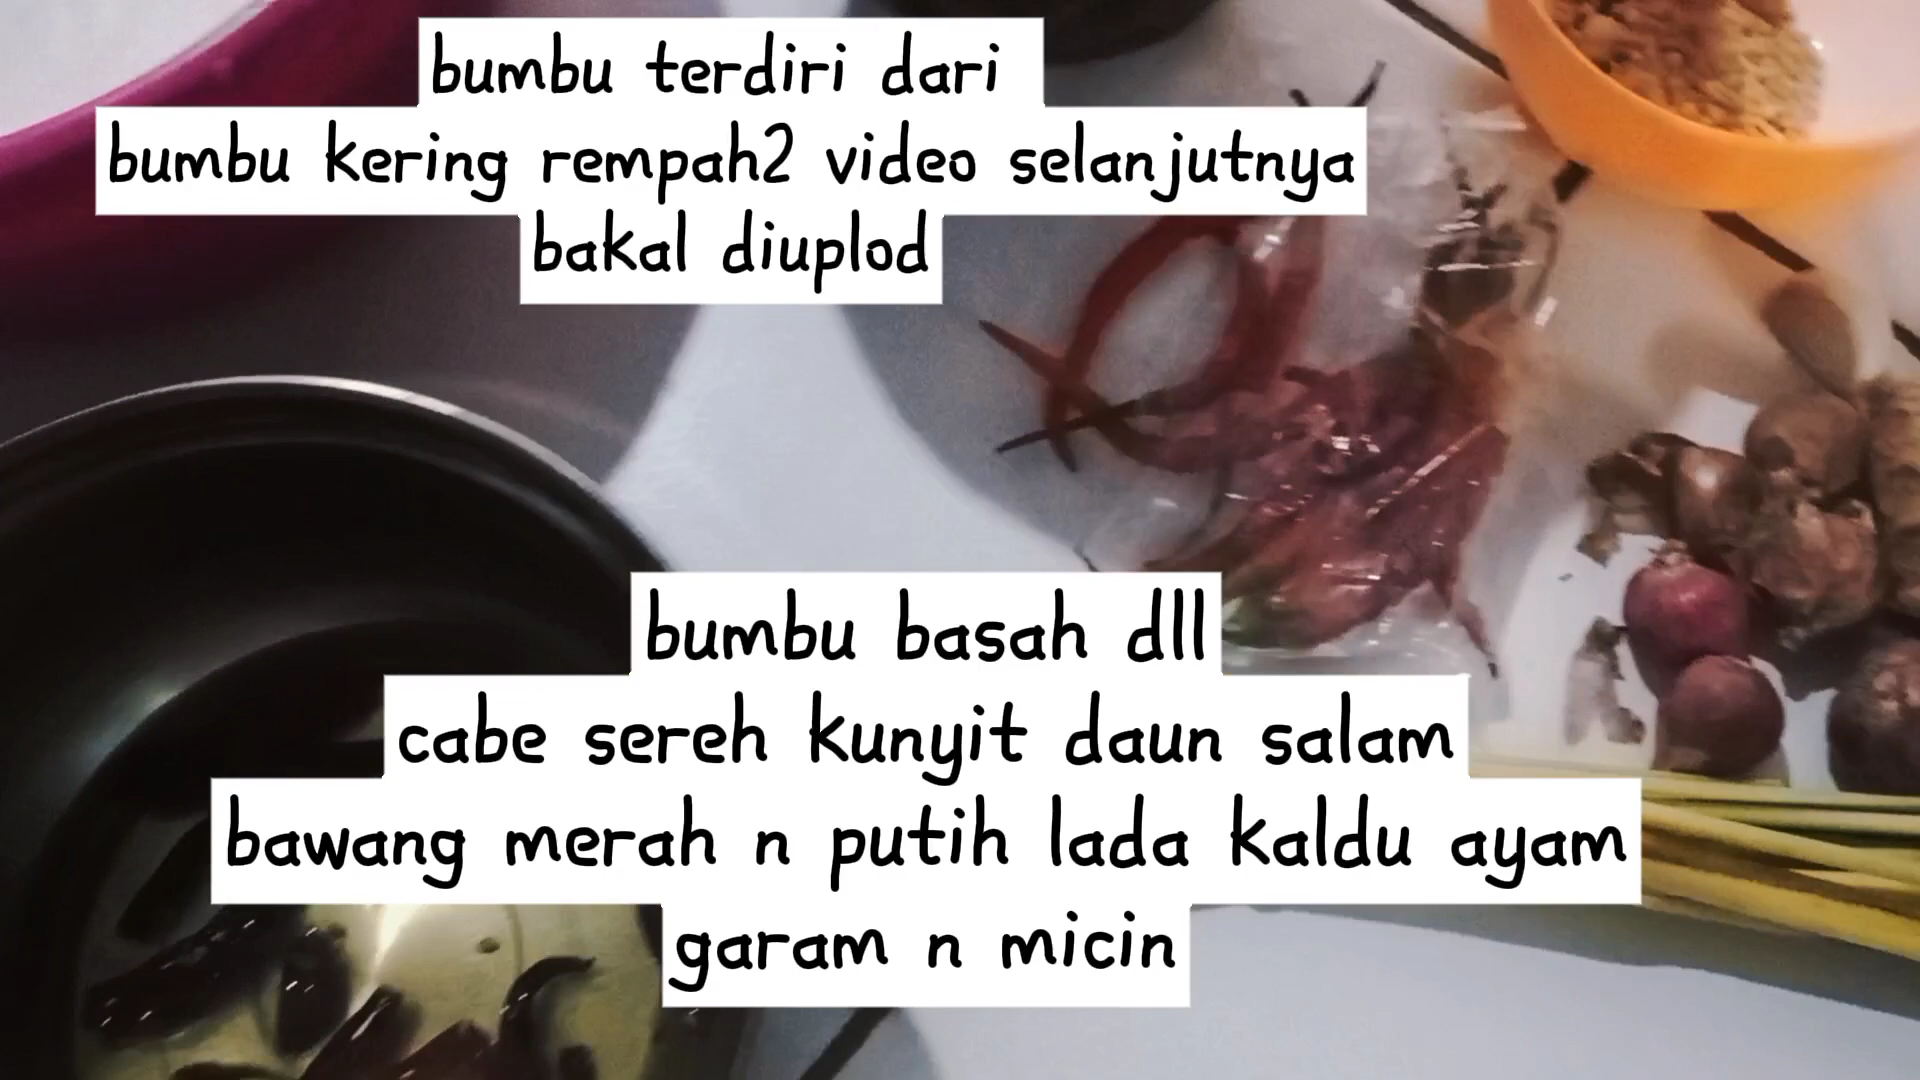 bumbu terdiri dari
bumbu kering rempah2 video selanjutnya
bakal diuplod
bumbu basah dll
cabe sereh kunyit daun salam
bawang merah n putih lada kaldu ayam
garam n micin